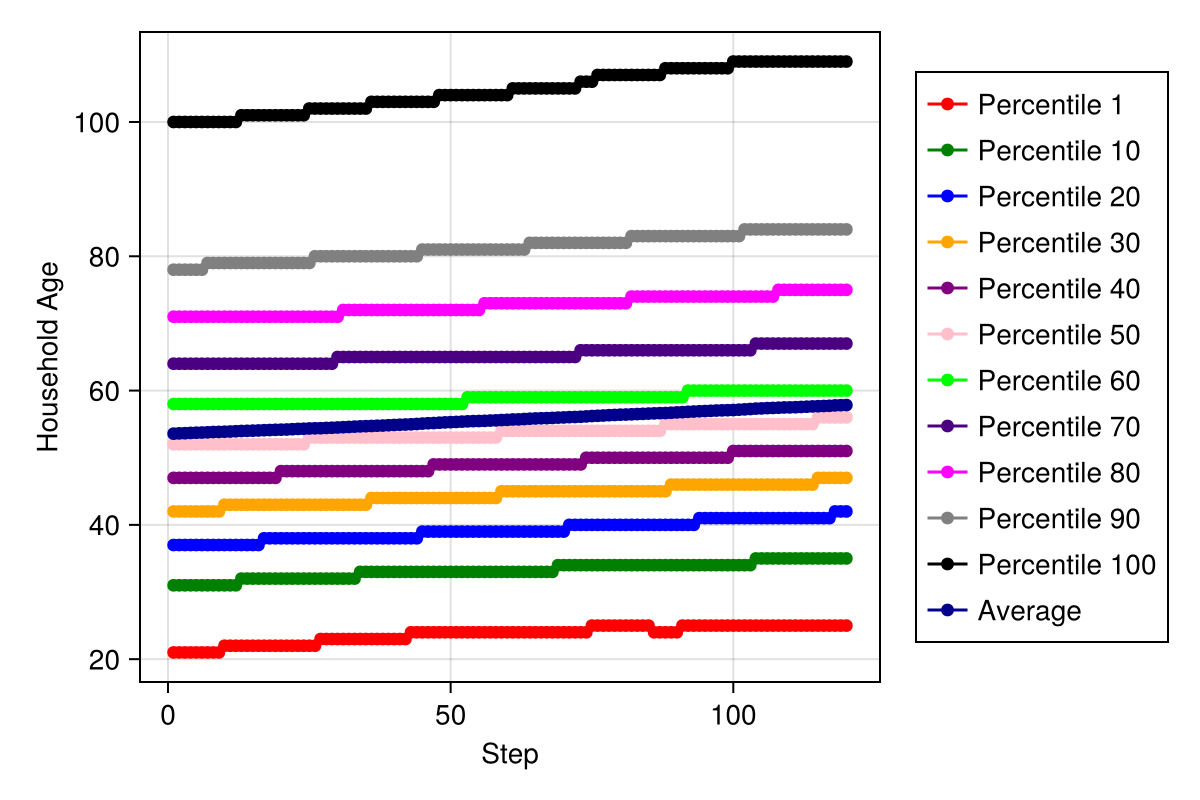 100
80
60
40
20
Household Age
0
50
100
Step
Percentile 1
Percentile 10
Percentile 20
Percentile 30
Percentile 40
Percentile 50
Percentile 60
Percentile 70
Percentile 80
Percentile 90
Percentile 100
Average